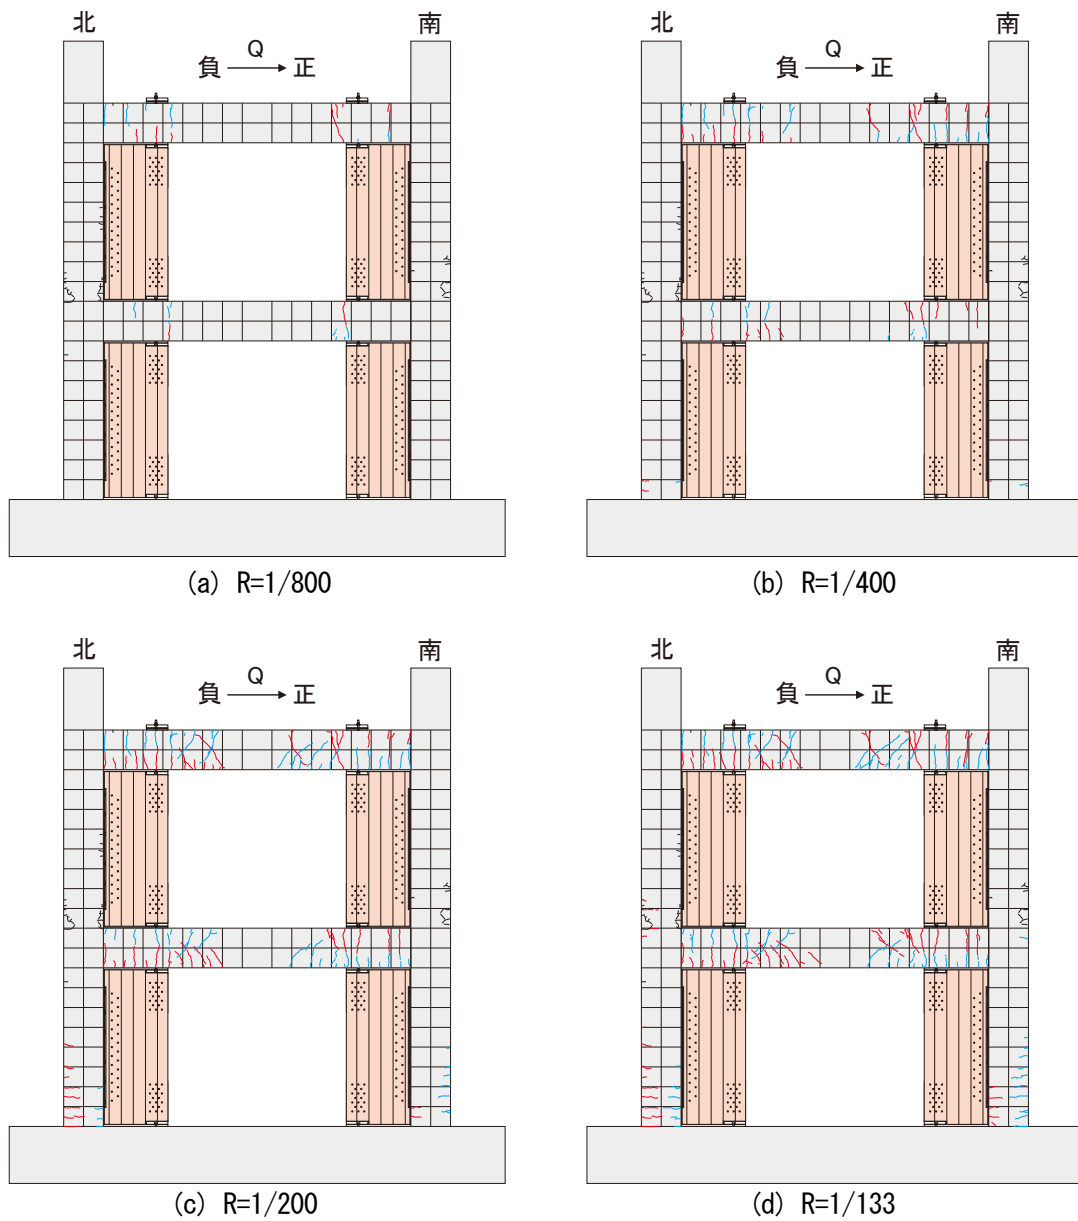 北 南
Q
負 正
(a) R=1/800
北 南
Q
負 正
(b) R=1/400
北 南
Q
負 正
(c) R=1/200
北 南
Q
負 正
(d) R=1/133